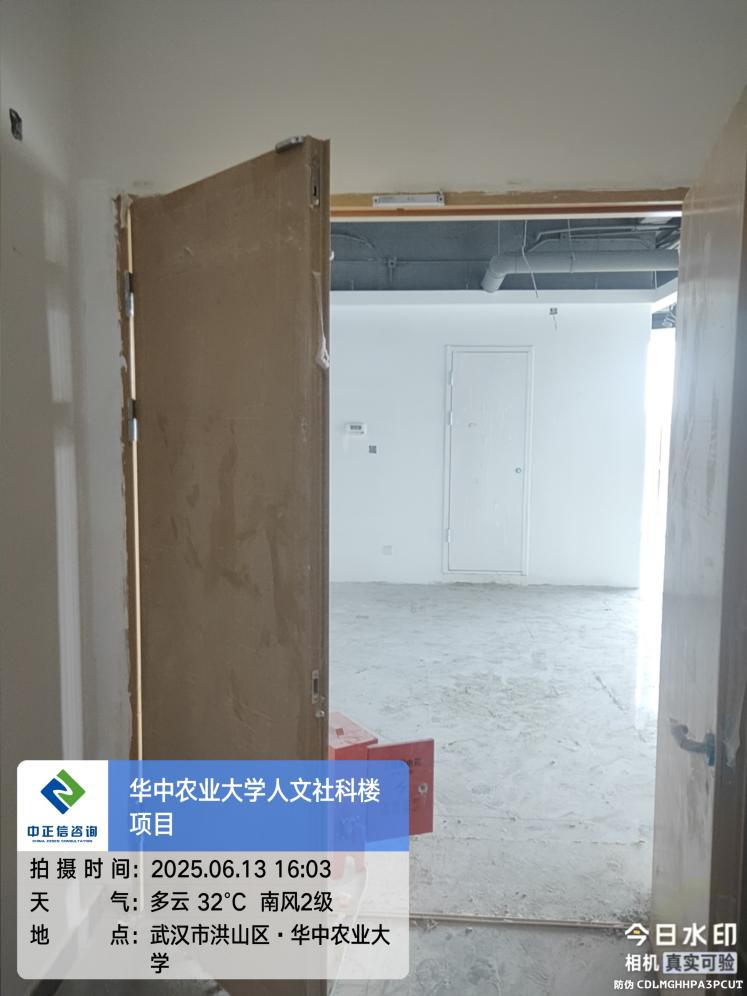 华中农业大学人文社科楼
项目
中正信咨询
拍摄时间：2025.06.13 16:03
天气：多云 32℃ 南风2级
地点：武汉市洪山区·华中农业大
学
今日水印
相机 真实可验
防伪 CDLMGHHPA3PCUT